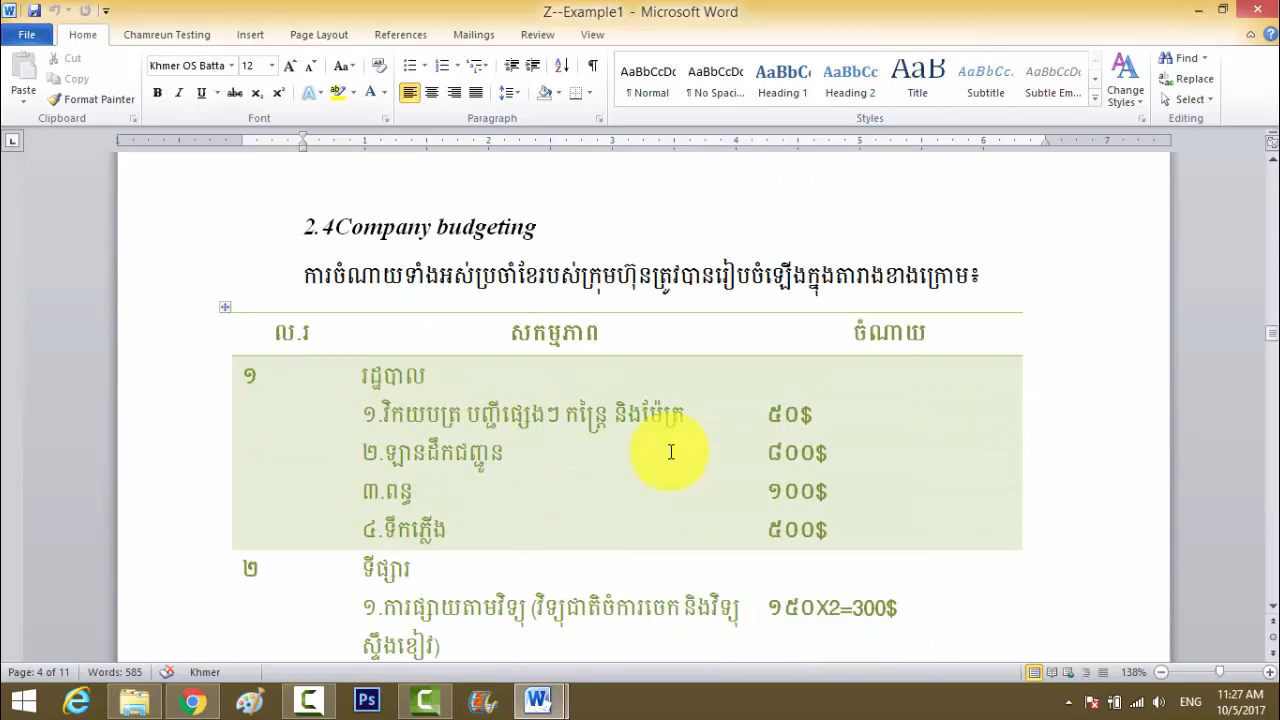 Z--Example1 - Microsoft Word
File Home Chamreun Testing Insert Page Layout References Mailings Review View
Paste Cut Copy Format Painter
Khmer OS Batta 12
AaBbCcDc AaBbCcDc AaBbC AaBbCc AaB AaBbCc. AaBbCcDc
¶ Normal ¶ No Spaci... Heading 1 Heading 2 Title Subtitle Subtle Em...
Change Styles
Find Replace Select
Clipboard Font Paragraph Styles Editing
2.4Company budgeting
ការចំណាយទាំងអស់ប្រចាំខែរបស់ក្រុមហ៊ុនត្រូវបានរៀបចំឡើងក្នុងតារាងខាងក្រោម៖
ល.រ សកម្មភាព ចំណាយ
១ រដ្ឋបាល
១.វិកយបត្រ បញ្ជីផ្សេងៗ កន្ត្រៃ និងម៉ែត្រ ៥០$
២.ឡានដឹកជញ្ជូន ៨០០$
៣.ពន្ធ ១០០$
៤.ទឹកភ្លើង ៥០០$
២ ទីផ្សារ
១.ការផ្សាយតាមវិទ្យុ (វិទ្យុជាតិចំការចេក និងវិទ្យុ ១៥០X2=300$
ស្ទឹងខៀវ)
Page: 4 of 11 Words: 585 Khmer 138%
ENG 11:27 AM
10/5/2017